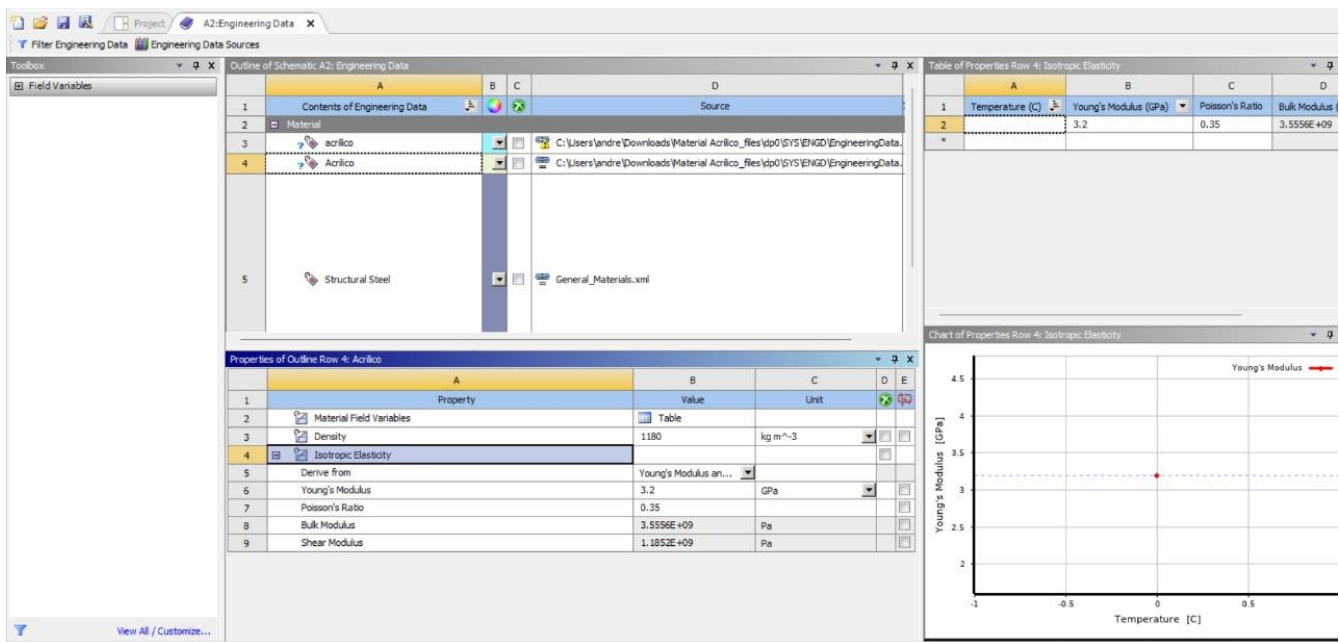 Project
A2:Engineering Data
Filter Engineering Data
Engineering Data Sources
Toolbox
Field Variables
View All / Customize...
Outline of Schematic A2: Engineering Data
A B C D
1 Contents of Engineering Data Source
2 Material
3 acrilico C:\Users\andre\Downloads\Material Acrilico_files\dp0\SYS\ENGD\EngineeringData.
4 Acrilico C:\Users\andre\Downloads\Material Acrilico_files\dp0\SYS\ENGD\EngineeringData.
5 Structural Steel General_Materials.xml
Properties of Outline Row 4: Acrilico
A B C D E
1 Property Value Unit
2 Material Field Variables Table
3 Density 1180 kg m^-3
4 Isotropic Elasticity
5 Derive from Young's Modulus an...
6 Young's Modulus 3.2 GPa
7 Poisson's Ratio 0.35
8 Bulk Modulus 3.5556E+09 Pa
9 Shear Modulus 1.1852E+09 Pa
Table of Properties Row 4: Isotropic Elasticity
A B C D
1 Temperature (C) Young's Modulus (GPa) Poisson's Ratio Bulk Modulus (
2 3.2 0.35 3.5556E+09
*
Chart of Properties Row 4: Isotropic Elasticity
Young's Modulus
Young's Modulus [GPa]
4.5
4
3.5
3
2.5
2
-1 -0.5 0 0.5
Temperature [C]